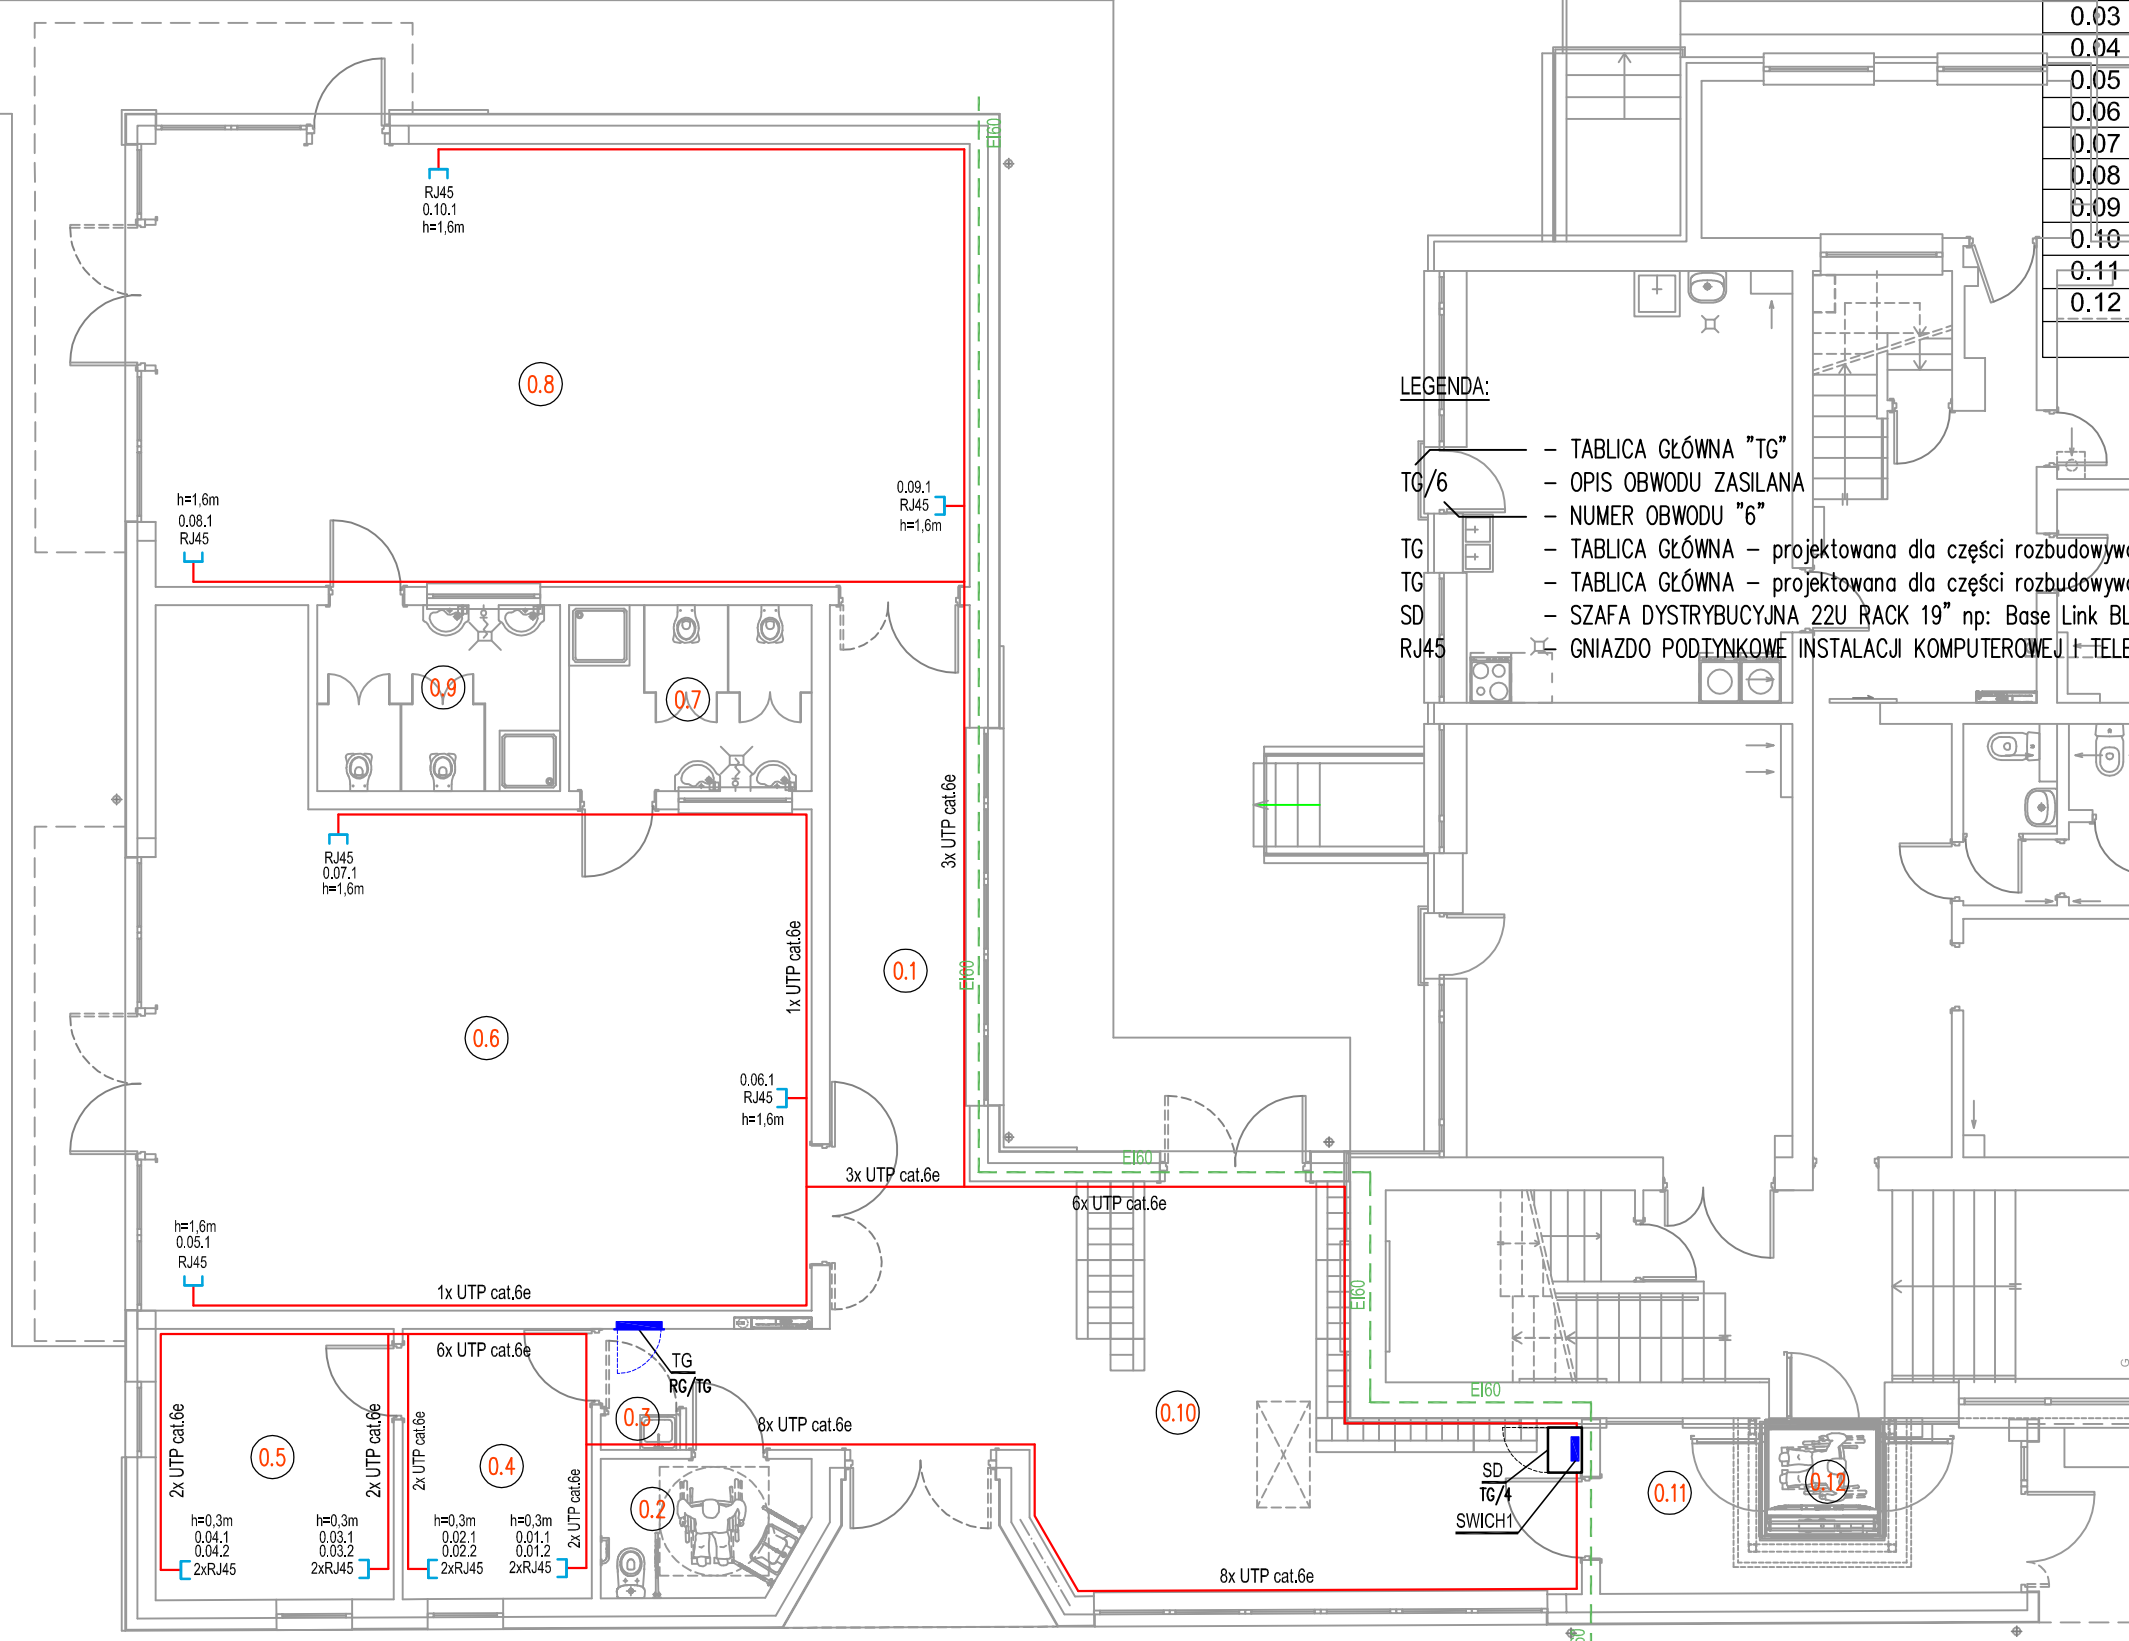 0.03
0.04
0.05
0.06
0.07
0.08
0.09
0.10
0.11
0.12
EI60
RJ45
0.10.1
h=1,6m
0.8
LEGENDA:
- TABLICA GŁÓWNA "TG"
TG/6 - OPIS OBWODU ZASILANA
- NUMER OBWODU "6"
TG - TABLICA GŁÓWNA - projektowana dla części rozbudowywa
TG - TABLICA GŁÓWNA - projektowana dla części rozbudowywa
SD - SZAFA DYSTRYBUCYJNA 22U RACK 19" np: Base Link BL
RJ45 - GNIAZDO PODTYNKOWE INSTALACJI KOMPUTEROWEJ I TELE
h=1,6m
0.08.1
RJ45
0.09.1
RJ45
h=1,6m
0.9
0.7
3x UTP cat.6e
RJ45
0.07.1
h=1,6m
1x UTP cat.6e
0.1
EI60
0.6
0.06.1
RJ45
h=1,6m
EI60
3x UTP cat.6e
6x UTP cat.6e
h=1,6m
0.05.1
RJ45
1x UTP cat.6e
EI60
6x UTP cat.6e
TG
RG/TG
EI60
0.3
8x UTP cat.6e
0.10
2x UTP cat.6e
0.5
2x UTP cat.6e
2x UTP cat.6e
0.4
2x UTP cat.6e
0.2
SD
TG/4
SWICH1
0.11
0.12
h=0,3m
0.04.1
0.04.2
2xRJ45
h=0,3m
0.03.1
0.03.2
2xRJ45
h=0,3m
0.02.1
0.02.2
2xRJ45
h=0,3m
0.01.1
0.01.2
2xRJ45
8x UTP cat.6e
G